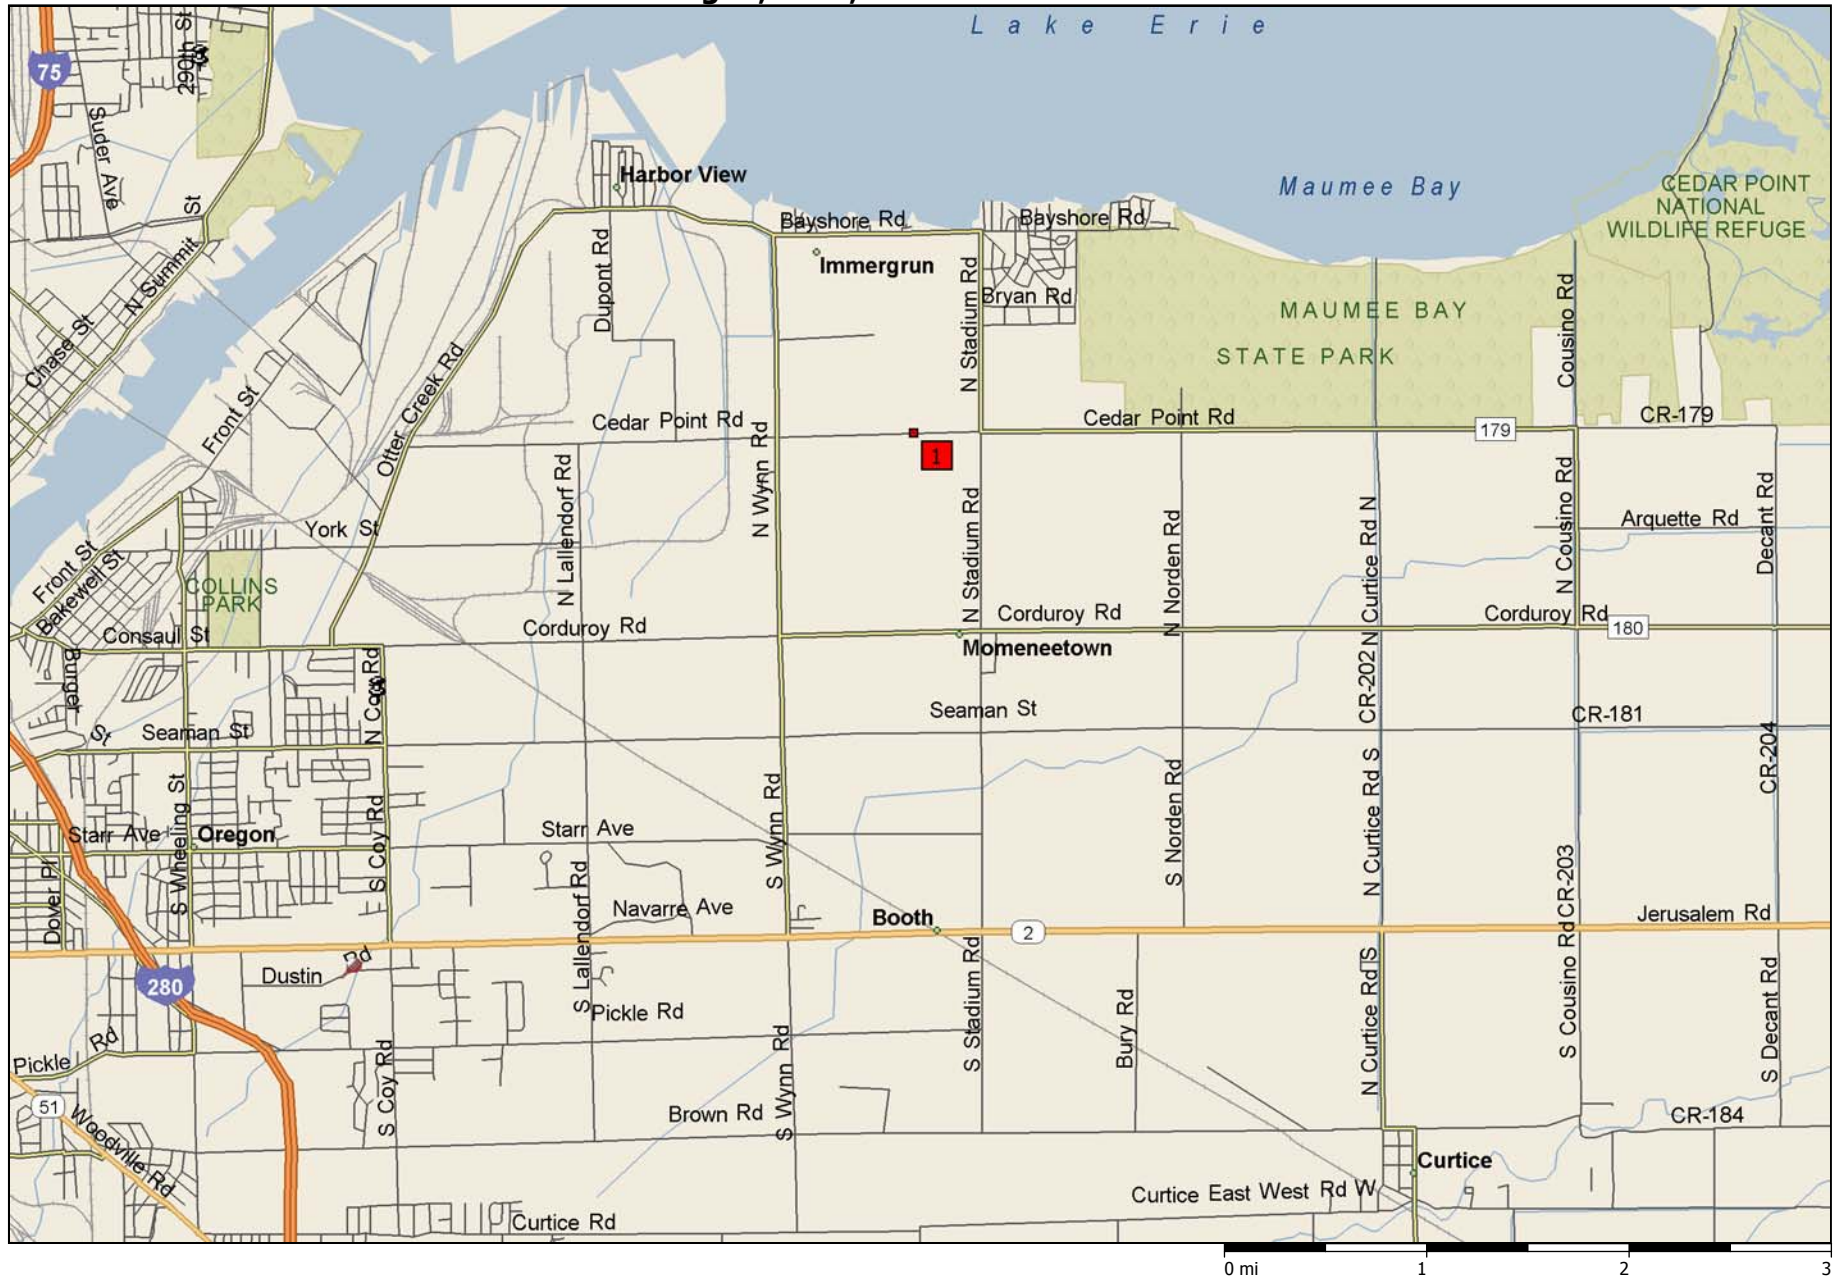 Lake Erie
75
290th St
Suder Ave
St
Harbor View
Maumee Bay
CEDAR POINT
NATIONAL
WILDLIFE REFUGE
Bayshore Rd
Bayshore Rd
Immergrun
N Summit
Dupont Rd
N Stadium Rd
Bryan Rd
MAUMEE BAY
STATE PARK
Cousino Rd
Chase St
Front St
Otter Creek Rd
Cedar Point Rd
N Wynn Rd
1
Cedar Point Rd
179
CR-179
York St
N Lallendorf Rd
N Stadium Rd
N Norden Rd
N Curtice Rd N
N Cousino Rd
Arquette Rd
Decant Rd
Front St
Bakewell St
COLLINS
PARK
Consaul St
Corduroy Rd
Corduroy Rd
Corduroy Rd
180
Momeneetown
Burger
St
N Coy Rd
Seaman St
Seaman St
CR-202
CR-181
CR-204
Starr Ave
Oregon
S Wheeling St
S Coy Rd
Starr Ave
S Wynn Rd
S Norden Rd
N Curtice Rd S
Dover Pl
S Lallendorf Rd
Navarre Ave
Booth
2
CR-203
Jerusalem Rd
280
Dustin Rd
Pickle Rd
S Stadium Rd
Bury Rd
N Curtice Rd S
S Cousino Rd
S Decant Rd
Pickle Rd
51
Woodville Rd
S Coy Rd
Brown Rd
S Wynn Rd
CR-184
Curtice
Curtice East West Rd W
Curtice Rd
0 mi 1 2 3